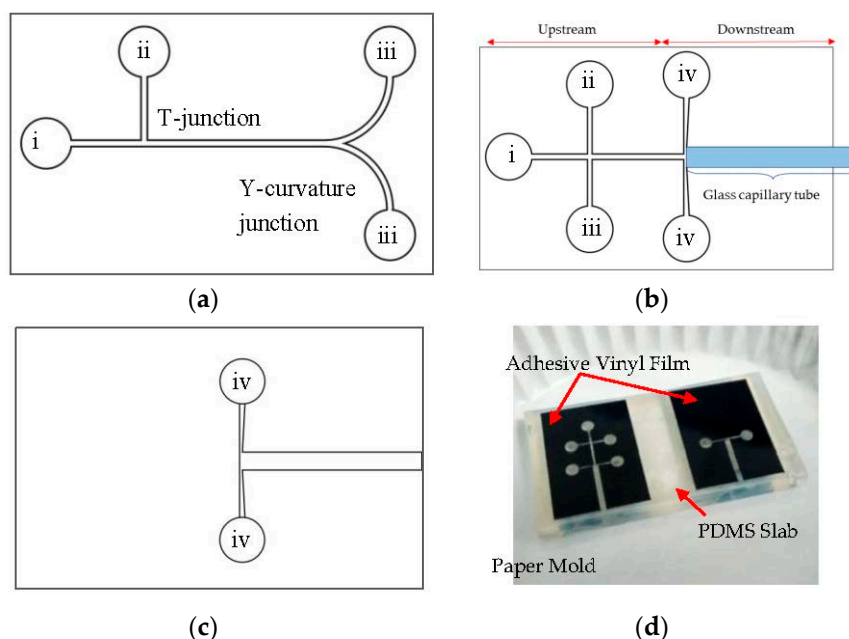 ii
iii
T-junction
i
Y-curvature
junction
iii
(a)
Upstream Downstream
ii
iv
i
Glass capillary tube
iii
iv
(b)
iv
iv
(c)
Adhesive Vinyl Film
PDMS Slab
Paper Mold
(d)